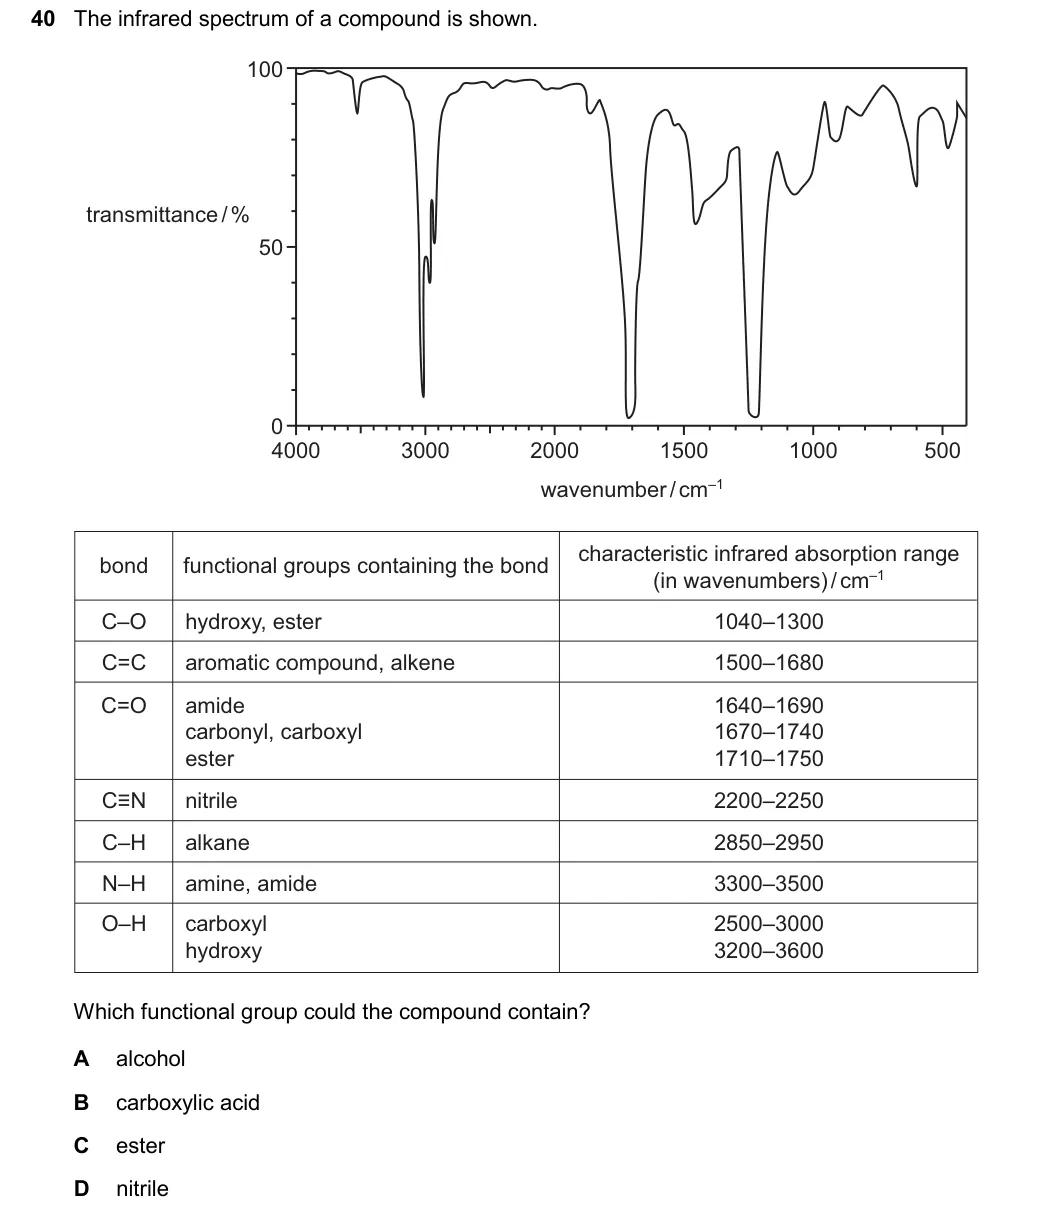 40 The infrared spectrum of a compound is shown.
100
transmittance / %
50
0
4000 3000 2000 1500 1000 500
wavenumber / cm⁻¹
bond functional groups containing the bond characteristic infrared absorption range
(in wavenumbers) / cm⁻¹
C–O hydroxy, ester 1040–1300
C=C aromatic compound, alkene 1500–1680
C=O amide 1640–1690
carbonyl, carboxyl 1670–1740
ester 1710–1750
C≡N nitrile 2200–2250
C–H alkane 2850–2950
N–H amine, amide 3300–3500
O–H carboxyl 2500–3000
hydroxy 3200–3600
Which functional group could the compound contain?
A alcohol
B carboxylic acid
C ester
D nitrile